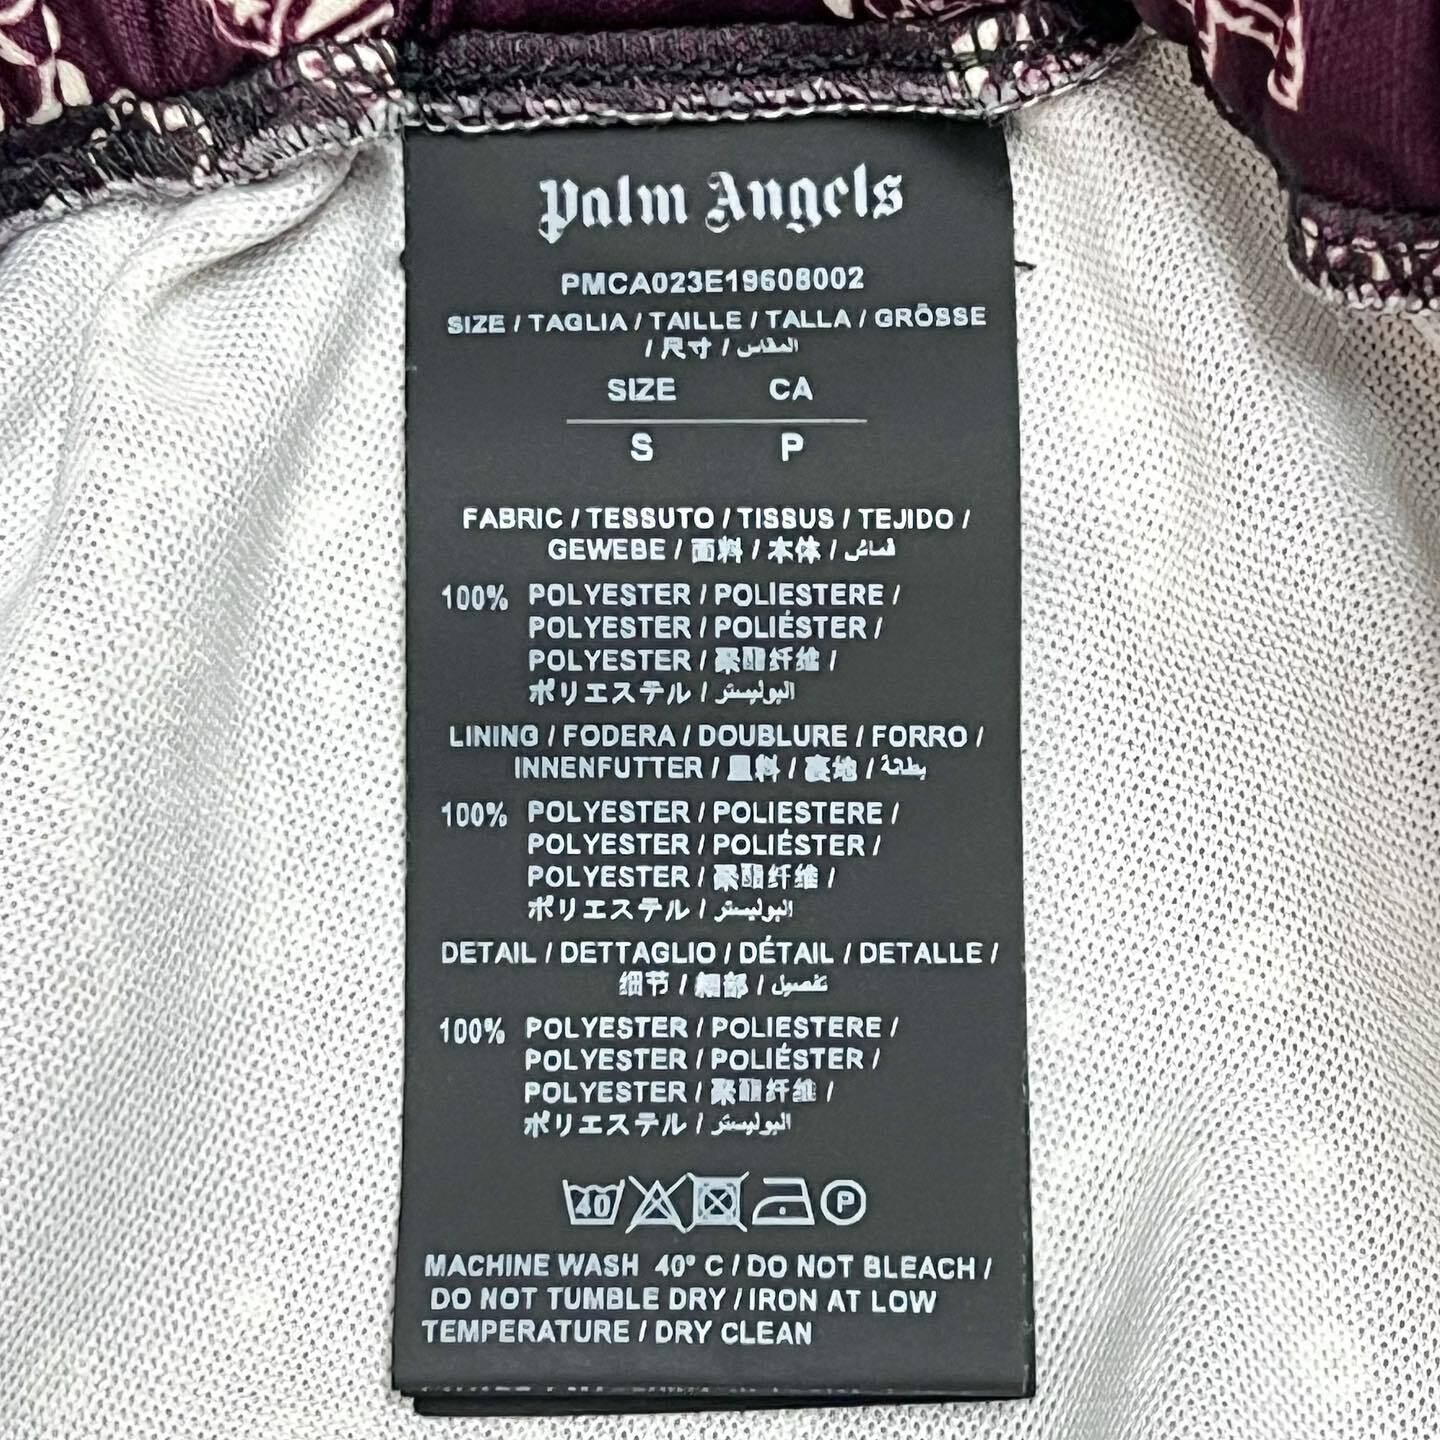 Palm Angels
PMCA023E19608002
SIZE / TAGLIA / TAILLE / TALLA / GRÖSSE
/ 尺寸 / المقاس
SIZE CA
S P
FABRIC / TESSUTO / TISSUS / TEJIDO /
GEWEBE / 面料 / 本体 / قماش
100% POLYESTER / POLIESTERE /
POLYESTER / POLIÉSTER /
POLYESTER / 聚酯纤维 /
ポリエステル / البوليستر
LINING / FODERA / DOUBLURE / FORRO /
INNENFUTTER / 里料 / 裏地 / بطانة
100% POLYESTER / POLIESTERE /
POLYESTER / POLIÉSTER /
POLYESTER / 聚酯纤维 /
ポリエステル / البوليستر
DETAIL / DETTAGLIO / DÉTAIL / DETALLE /
细节 / 細部 / تفصيل
100% POLYESTER / POLIESTERE /
POLYESTER / POLIÉSTER /
POLYESTER / 聚酯纤维 /
ポリエステル / البوليستر
40 P
MACHINE WASH 40° C / DO NOT BLEACH /
DO NOT TUMBLE DRY / IRON AT LOW
TEMPERATURE / DRY CLEAN